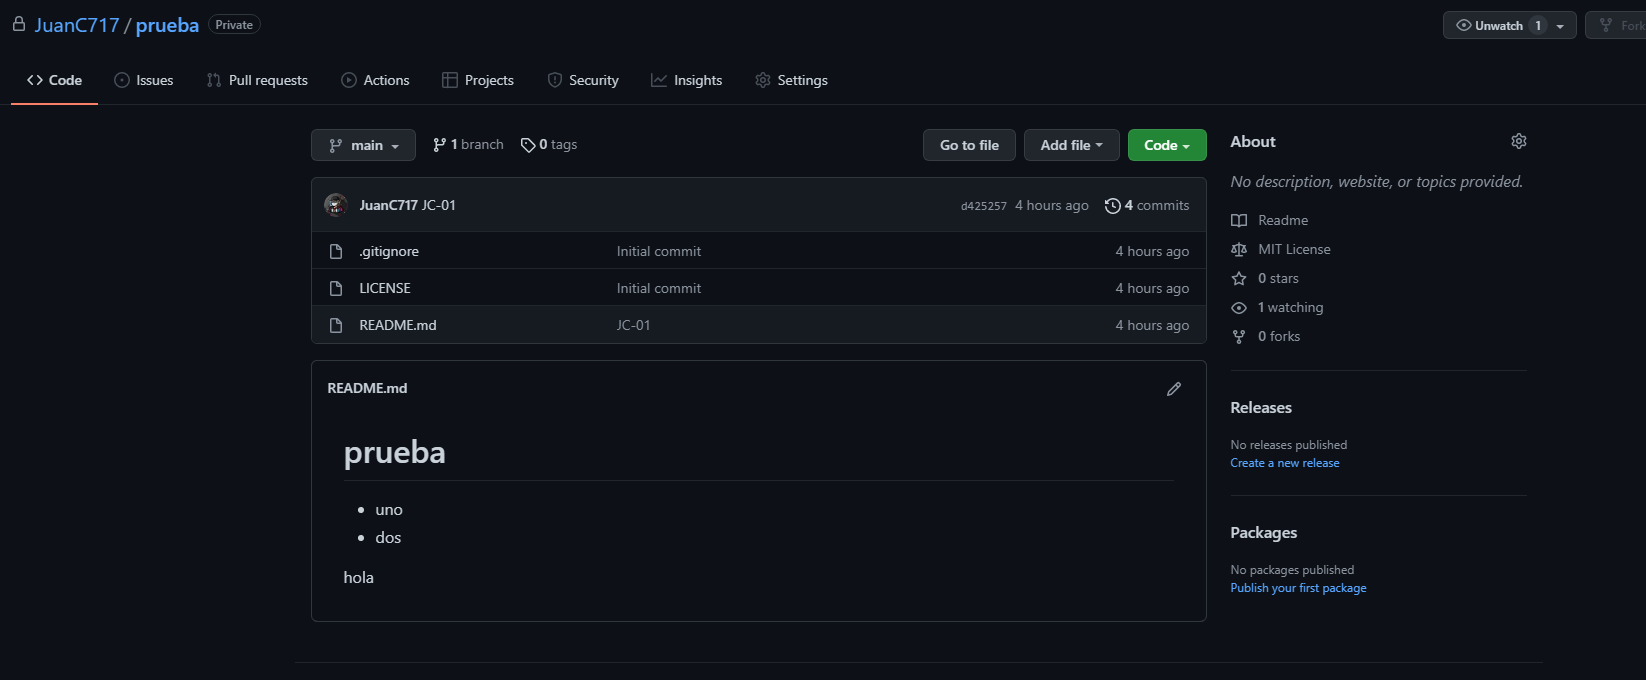 JuanC717 / prueba Private
Unwatch 1 Fork
Code Issues Pull requests Actions Projects Security Insights Settings
main 1 branch 0 tags Go to file Add file Code
JuanC717 JC-01 d425257 4 hours ago 4 commits
.gitignore Initial commit 4 hours ago
LICENSE Initial commit 4 hours ago
README.md JC-01 4 hours ago
README.md
prueba
uno
dos
hola
About
No description, website, or topics provided.
Readme
MIT License
0 stars
1 watching
0 forks
Releases
No releases published
Create a new release
Packages
No packages published
Publish your first package